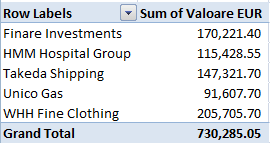 Row Labels Sum of Valoare EUR
Finare Investments 170,221.40
HMM Hospital Group 115,428.55
Takeda Shipping 147,321.70
Unico Gas 91,607.70
WHH Fine Clothing 205,705.70
Grand Total 730,285.05